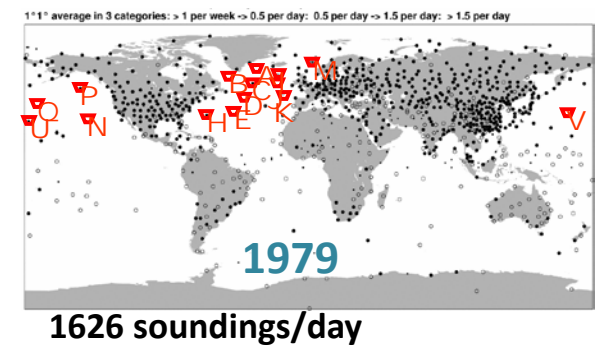 1°1° average in 3 categories: > 1 per week -> 0.5 per day: 0.5 per day -> 1.5 per day: > 1.5 per day
M
A
B
C
P
D
J
K
Q
H
E
U
N
V
1979
1626 soundings/day